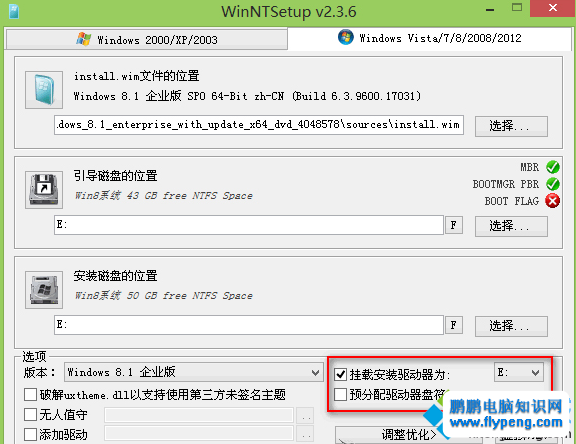 WinNTSetup v2.3.6
Windows 2000/XP/2003
Windows Vista/7/8/2008/2012
install.wim文件的位置
Windows 8.1 企业版 SP0 64-Bit zh-CN (Build 6.3.9600.17031)
.dows_8.1_enterprise_with_update_x64_dvd_4048578\sources\install.wim
选择...
引导磁盘的位置
Win8系统 43 GB free NTFS Space
MBR
BOOTMGR PBR
BOOT FLAG
E:
F
选择...
安装磁盘的位置
Win8系统 50 GB free NTFS Space
E:
F
选择...
选项
版本: Windows 8.1 企业版
挂载安装驱动器为: E:
破解uxtheme.dll以支持使用第三方未签名主题
预分配驱动器盘符
无人值守
..
添加驱动
..
调整优化>
鹏鹏电脑知识网
www.flypeng.com